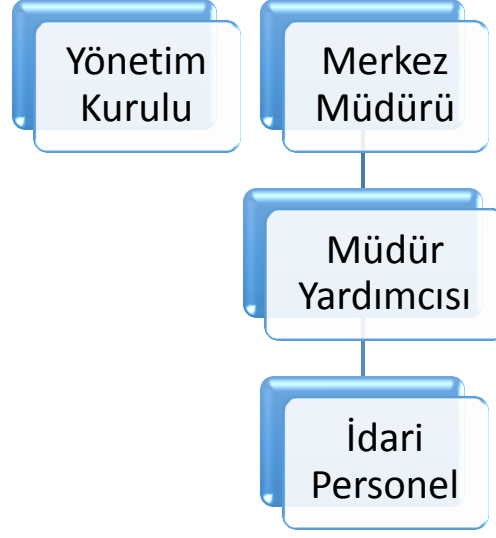 Yönetim
Kurulu
Merkez
Müdürü
Müdür
Yardımcısı
İdari
Personel